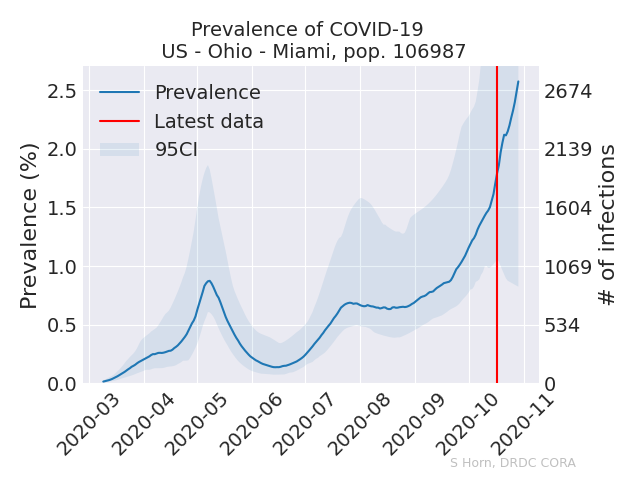 Prevalence of COVID-19
US - Ohio - Miami, pop. 106987
Prevalence
Latest data
95CI
Prevalence (%)
2.5
2.0
1.5
1.0
0.5
0.0
2674
2139
1604
1069
534
0
# of infections
2020-03
2020-04
2020-05
2020-06
2020-07
2020-08
2020-09
2020-10
2020-11
S Horn, DRDC CORA